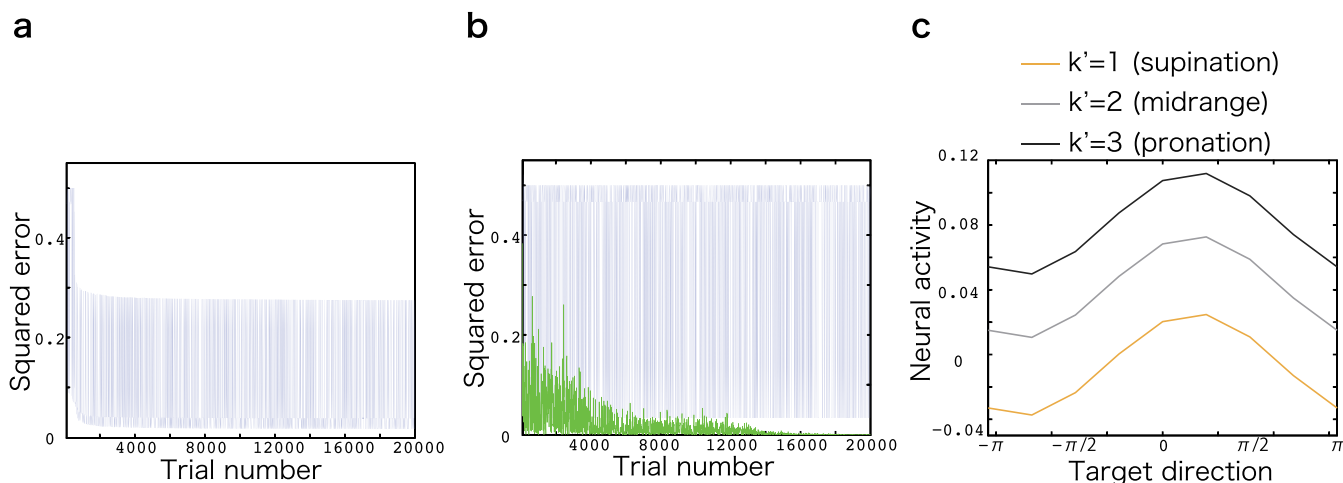 a
Squared error
0.4
0.2
0
4000 8000 12000 16000 20000
Trial number
b
Squared error
0.4
0.2
0
4000 8000 12000 16000 20000
Trial number
c
k'=1 (supination)
k'=2 (midrange)
k'=3 (pronation)
Neural activity
0.12
0.08
0.04
0
-0.04
-π -π/2 0 π/2 π
Target direction